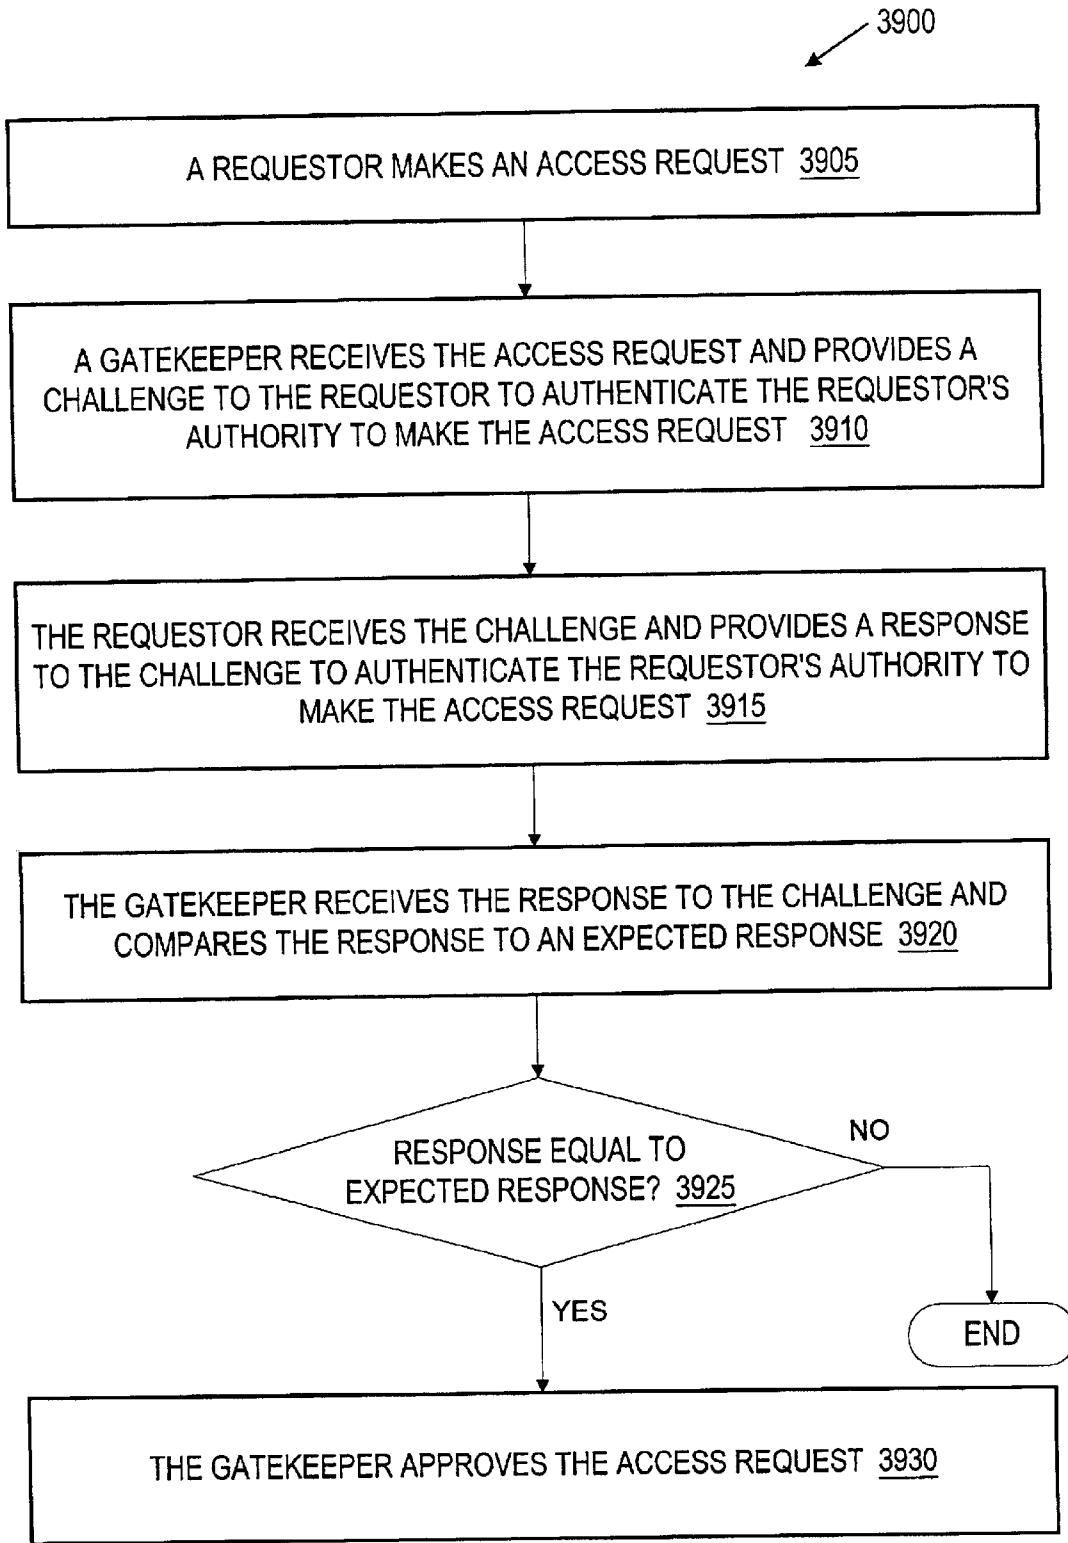 3900
A REQUESTOR MAKES AN ACCESS REQUEST 3905
A GATEKEEPER RECEIVES THE ACCESS REQUEST AND PROVIDES A
CHALLENGE TO THE REQUESTOR TO AUTHENTICATE THE REQUESTOR'S
AUTHORITY TO MAKE THE ACCESS REQUEST 3910
THE REQUESTOR RECEIVES THE CHALLENGE AND PROVIDES A RESPONSE
TO THE CHALLENGE TO AUTHENTICATE THE REQUESTOR'S AUTHORITY TO
MAKE THE ACCESS REQUEST 3915
THE GATEKEEPER RECEIVES THE RESPONSE TO THE CHALLENGE AND
COMPARES THE RESPONSE TO AN EXPECTED RESPONSE 3920
RESPONSE EQUAL TO
EXPECTED RESPONSE? 3925
NO
YES
END
THE GATEKEEPER APPROVES THE ACCESS REQUEST 3930